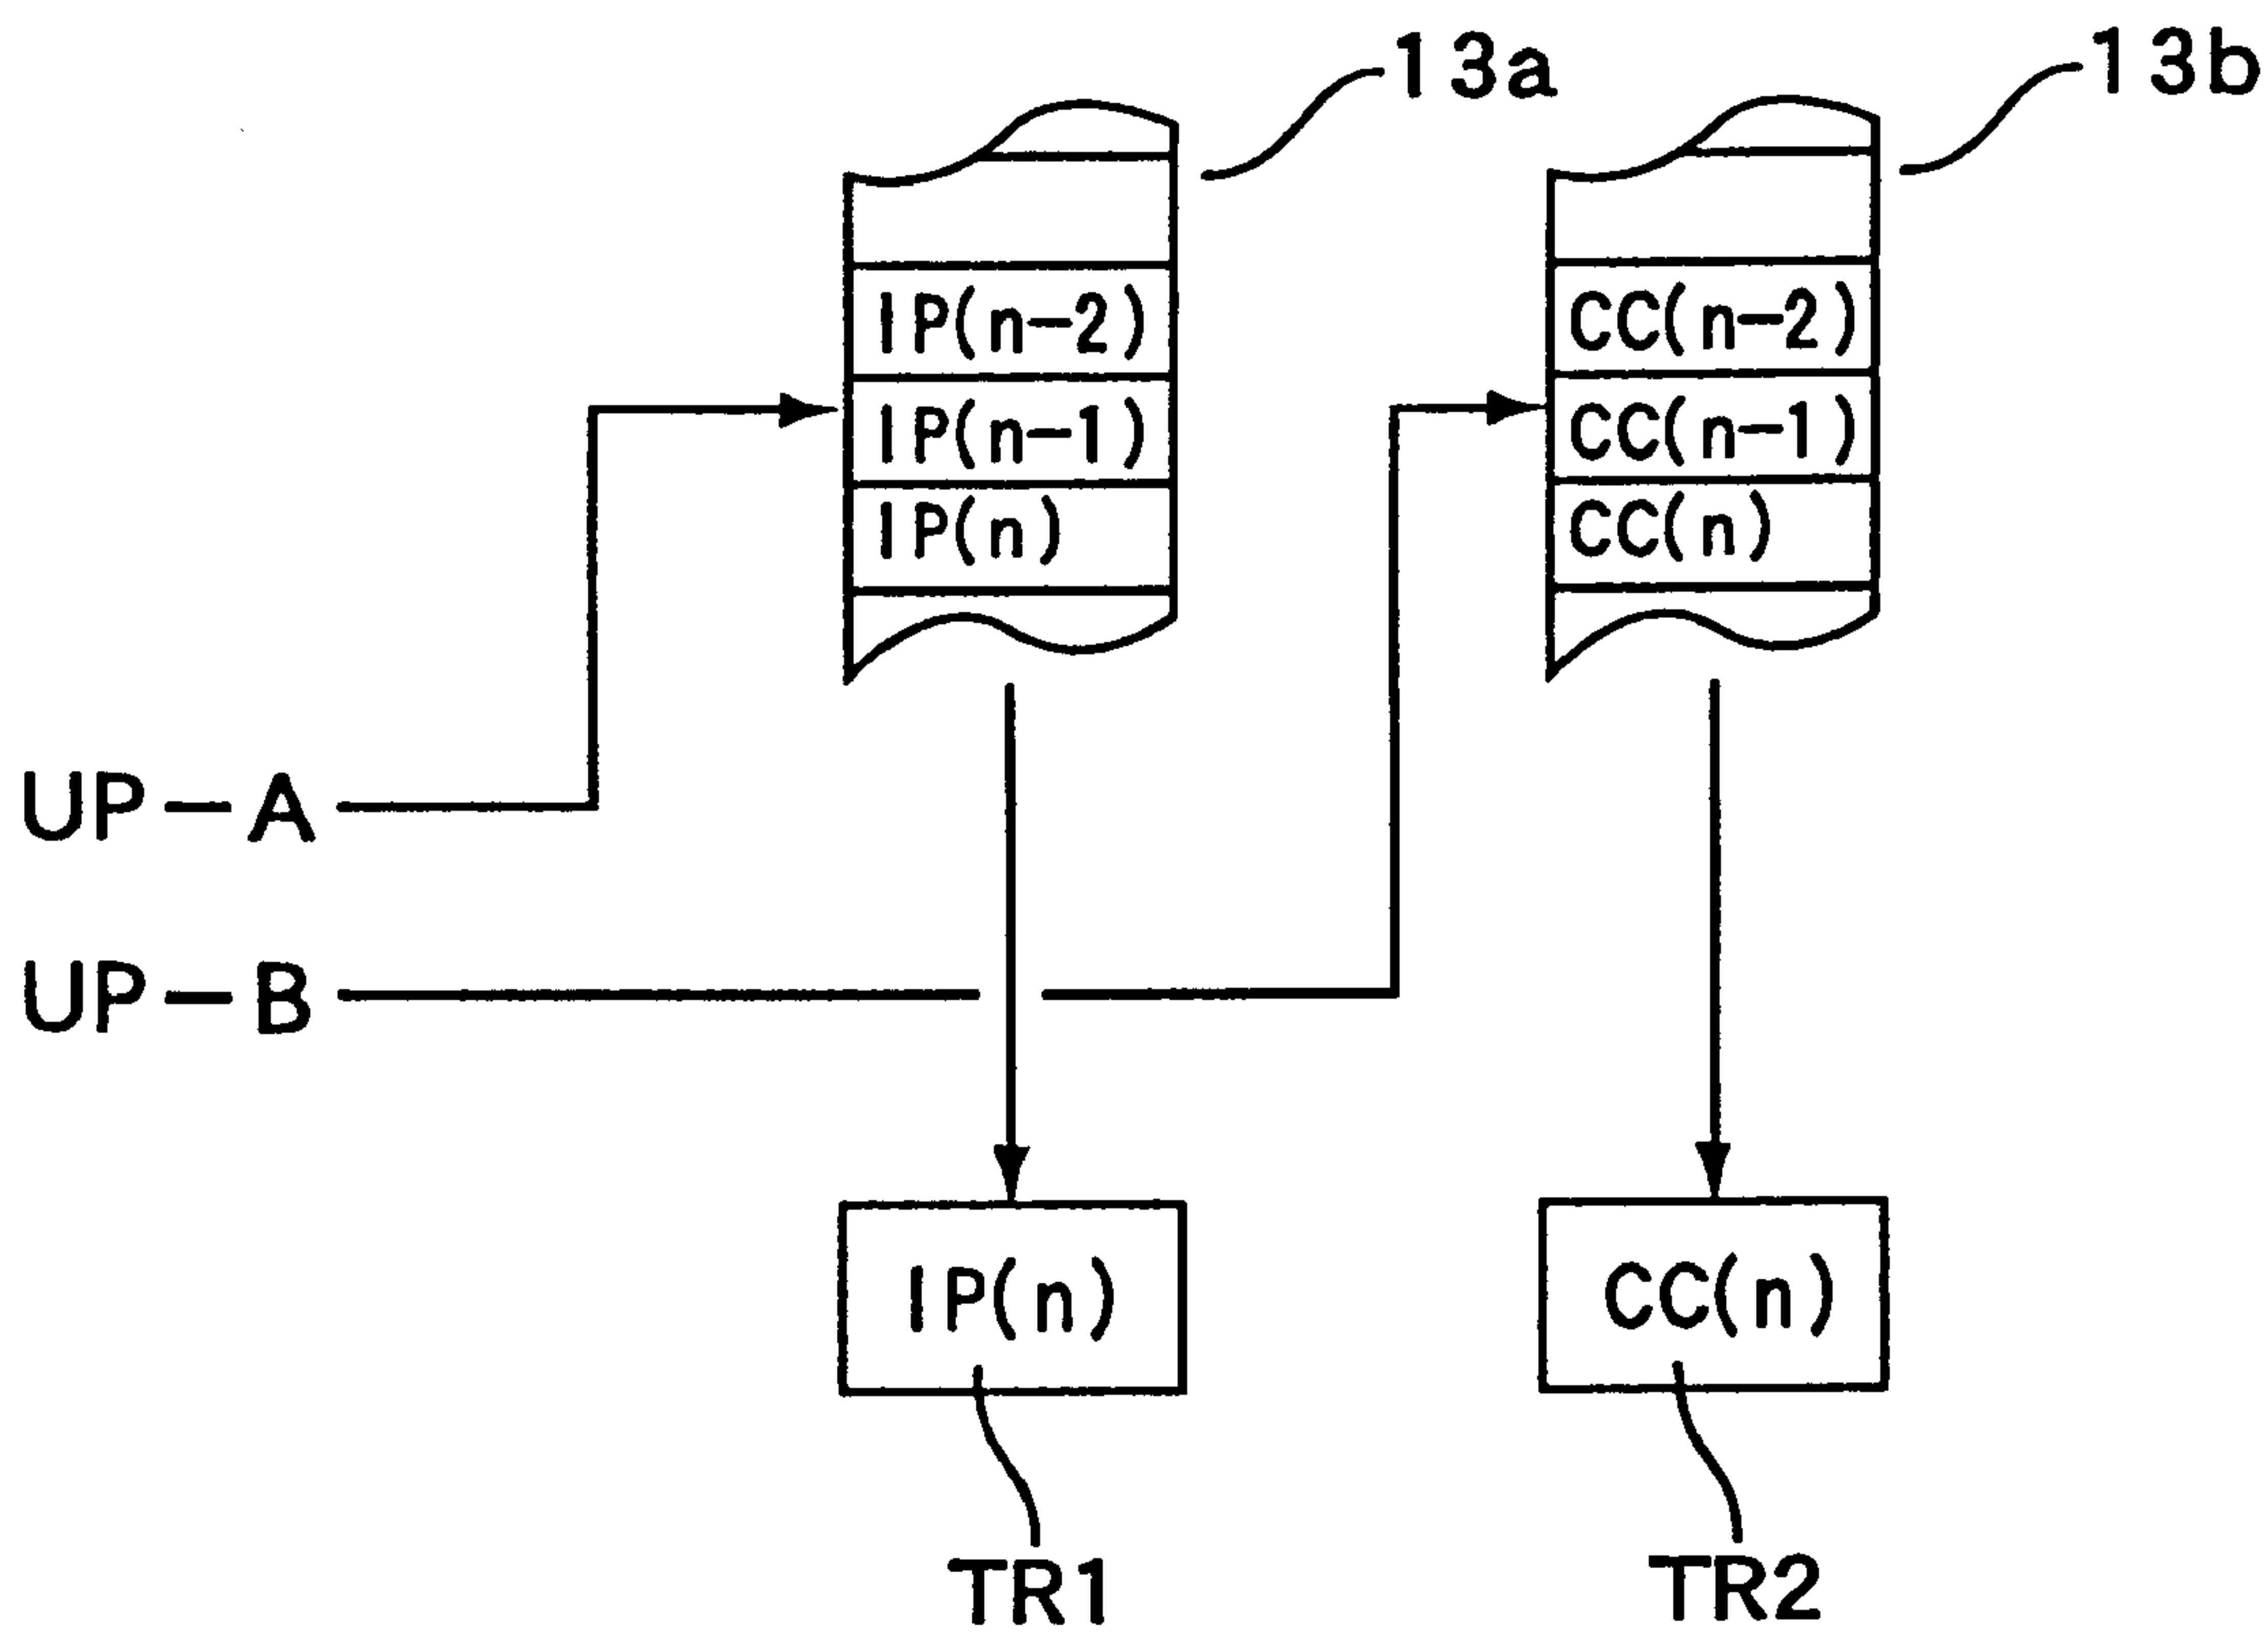 13a
13b
IP(n-2)
IP(n-1)
IP(n)
CC(n-2)
CC(n-1)
CC(n)
UP-A
UP-B
IP(n)
CC(n)
TR1
TR2